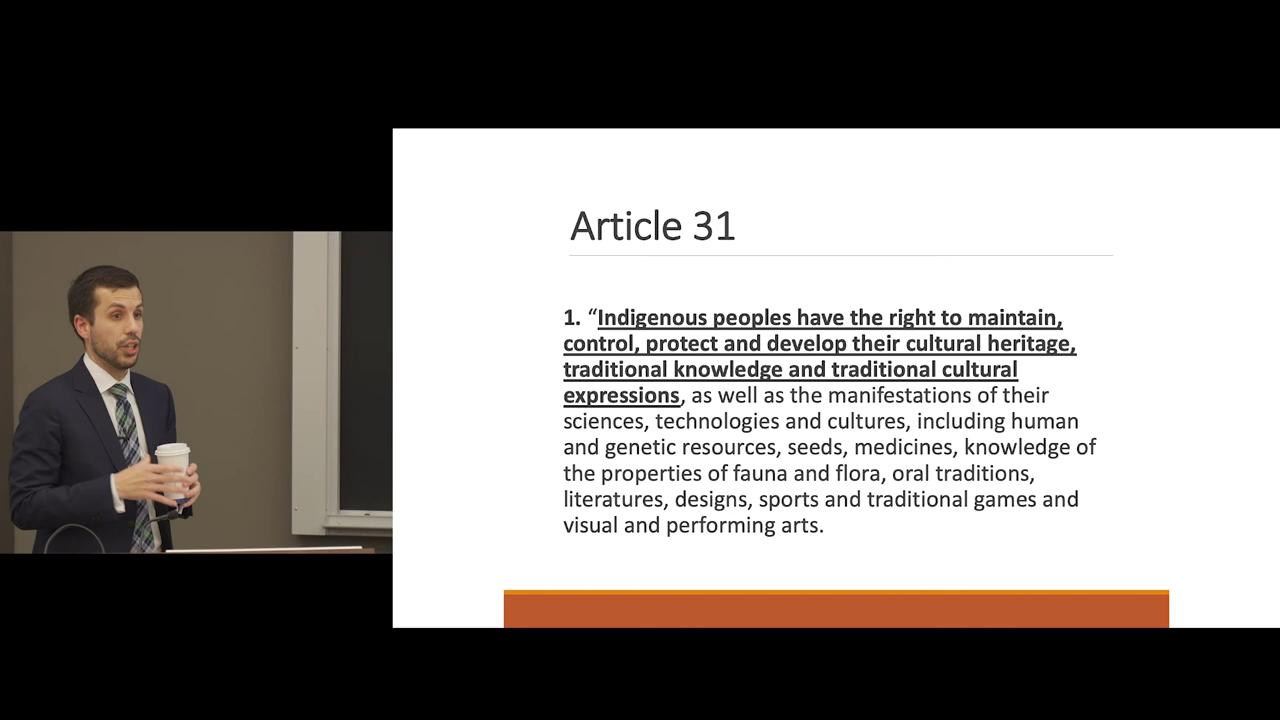 Article 31
1. “Indigenous peoples have the right to maintain,
control, protect and develop their cultural heritage,
traditional knowledge and traditional cultural
expressions, as well as the manifestations of their
sciences, technologies and cultures, including human
and genetic resources, seeds, medicines, knowledge of
the properties of fauna and flora, oral traditions,
literatures, designs, sports and traditional games and
visual and performing arts.